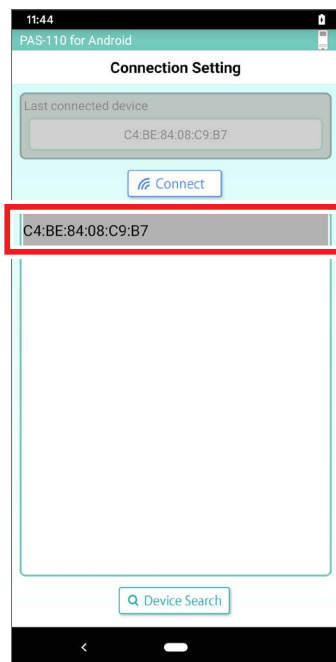 11:44
PAS-110 for Android
Connection Setting
Last connected device
C4:BE:84:08:C9:B7
Connect
C4:BE:84:08:C9:B7
Device Search